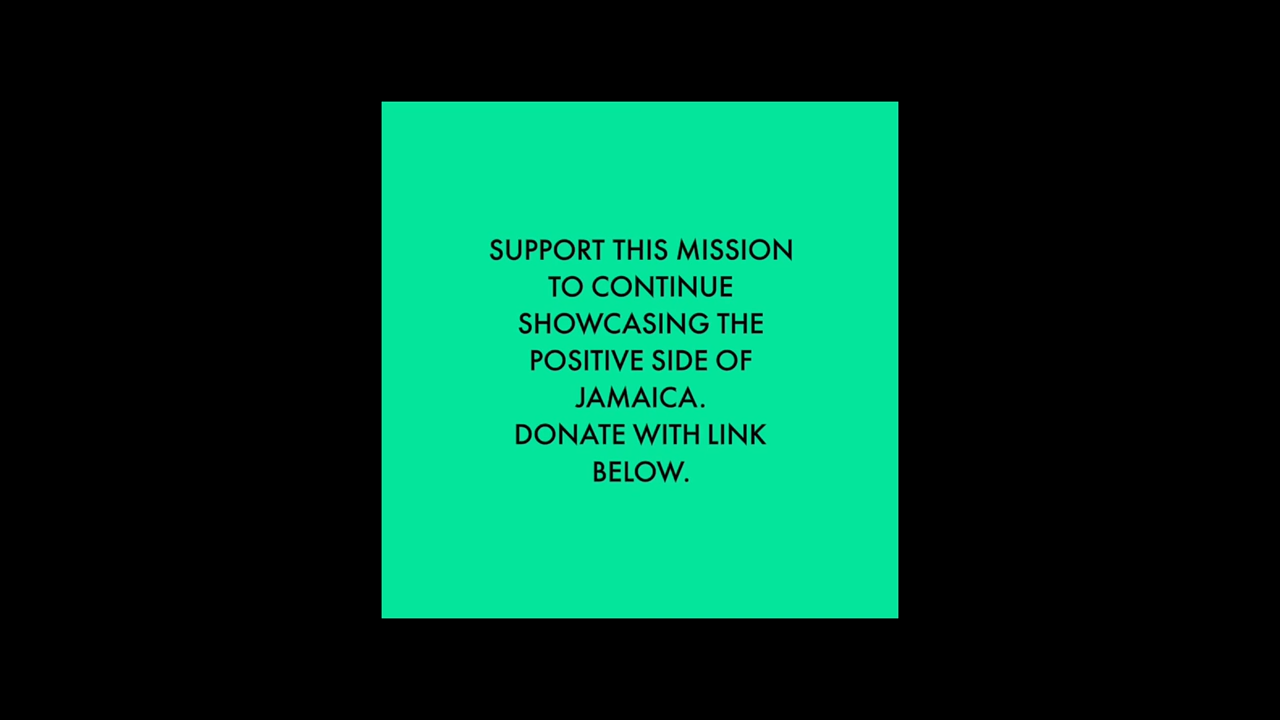 SUPPORT THIS MISSION
TO CONTINUE
SHOWCASING THE
POSITIVE SIDE OF
JAMAICA.
DONATE WITH LINK
BELOW.